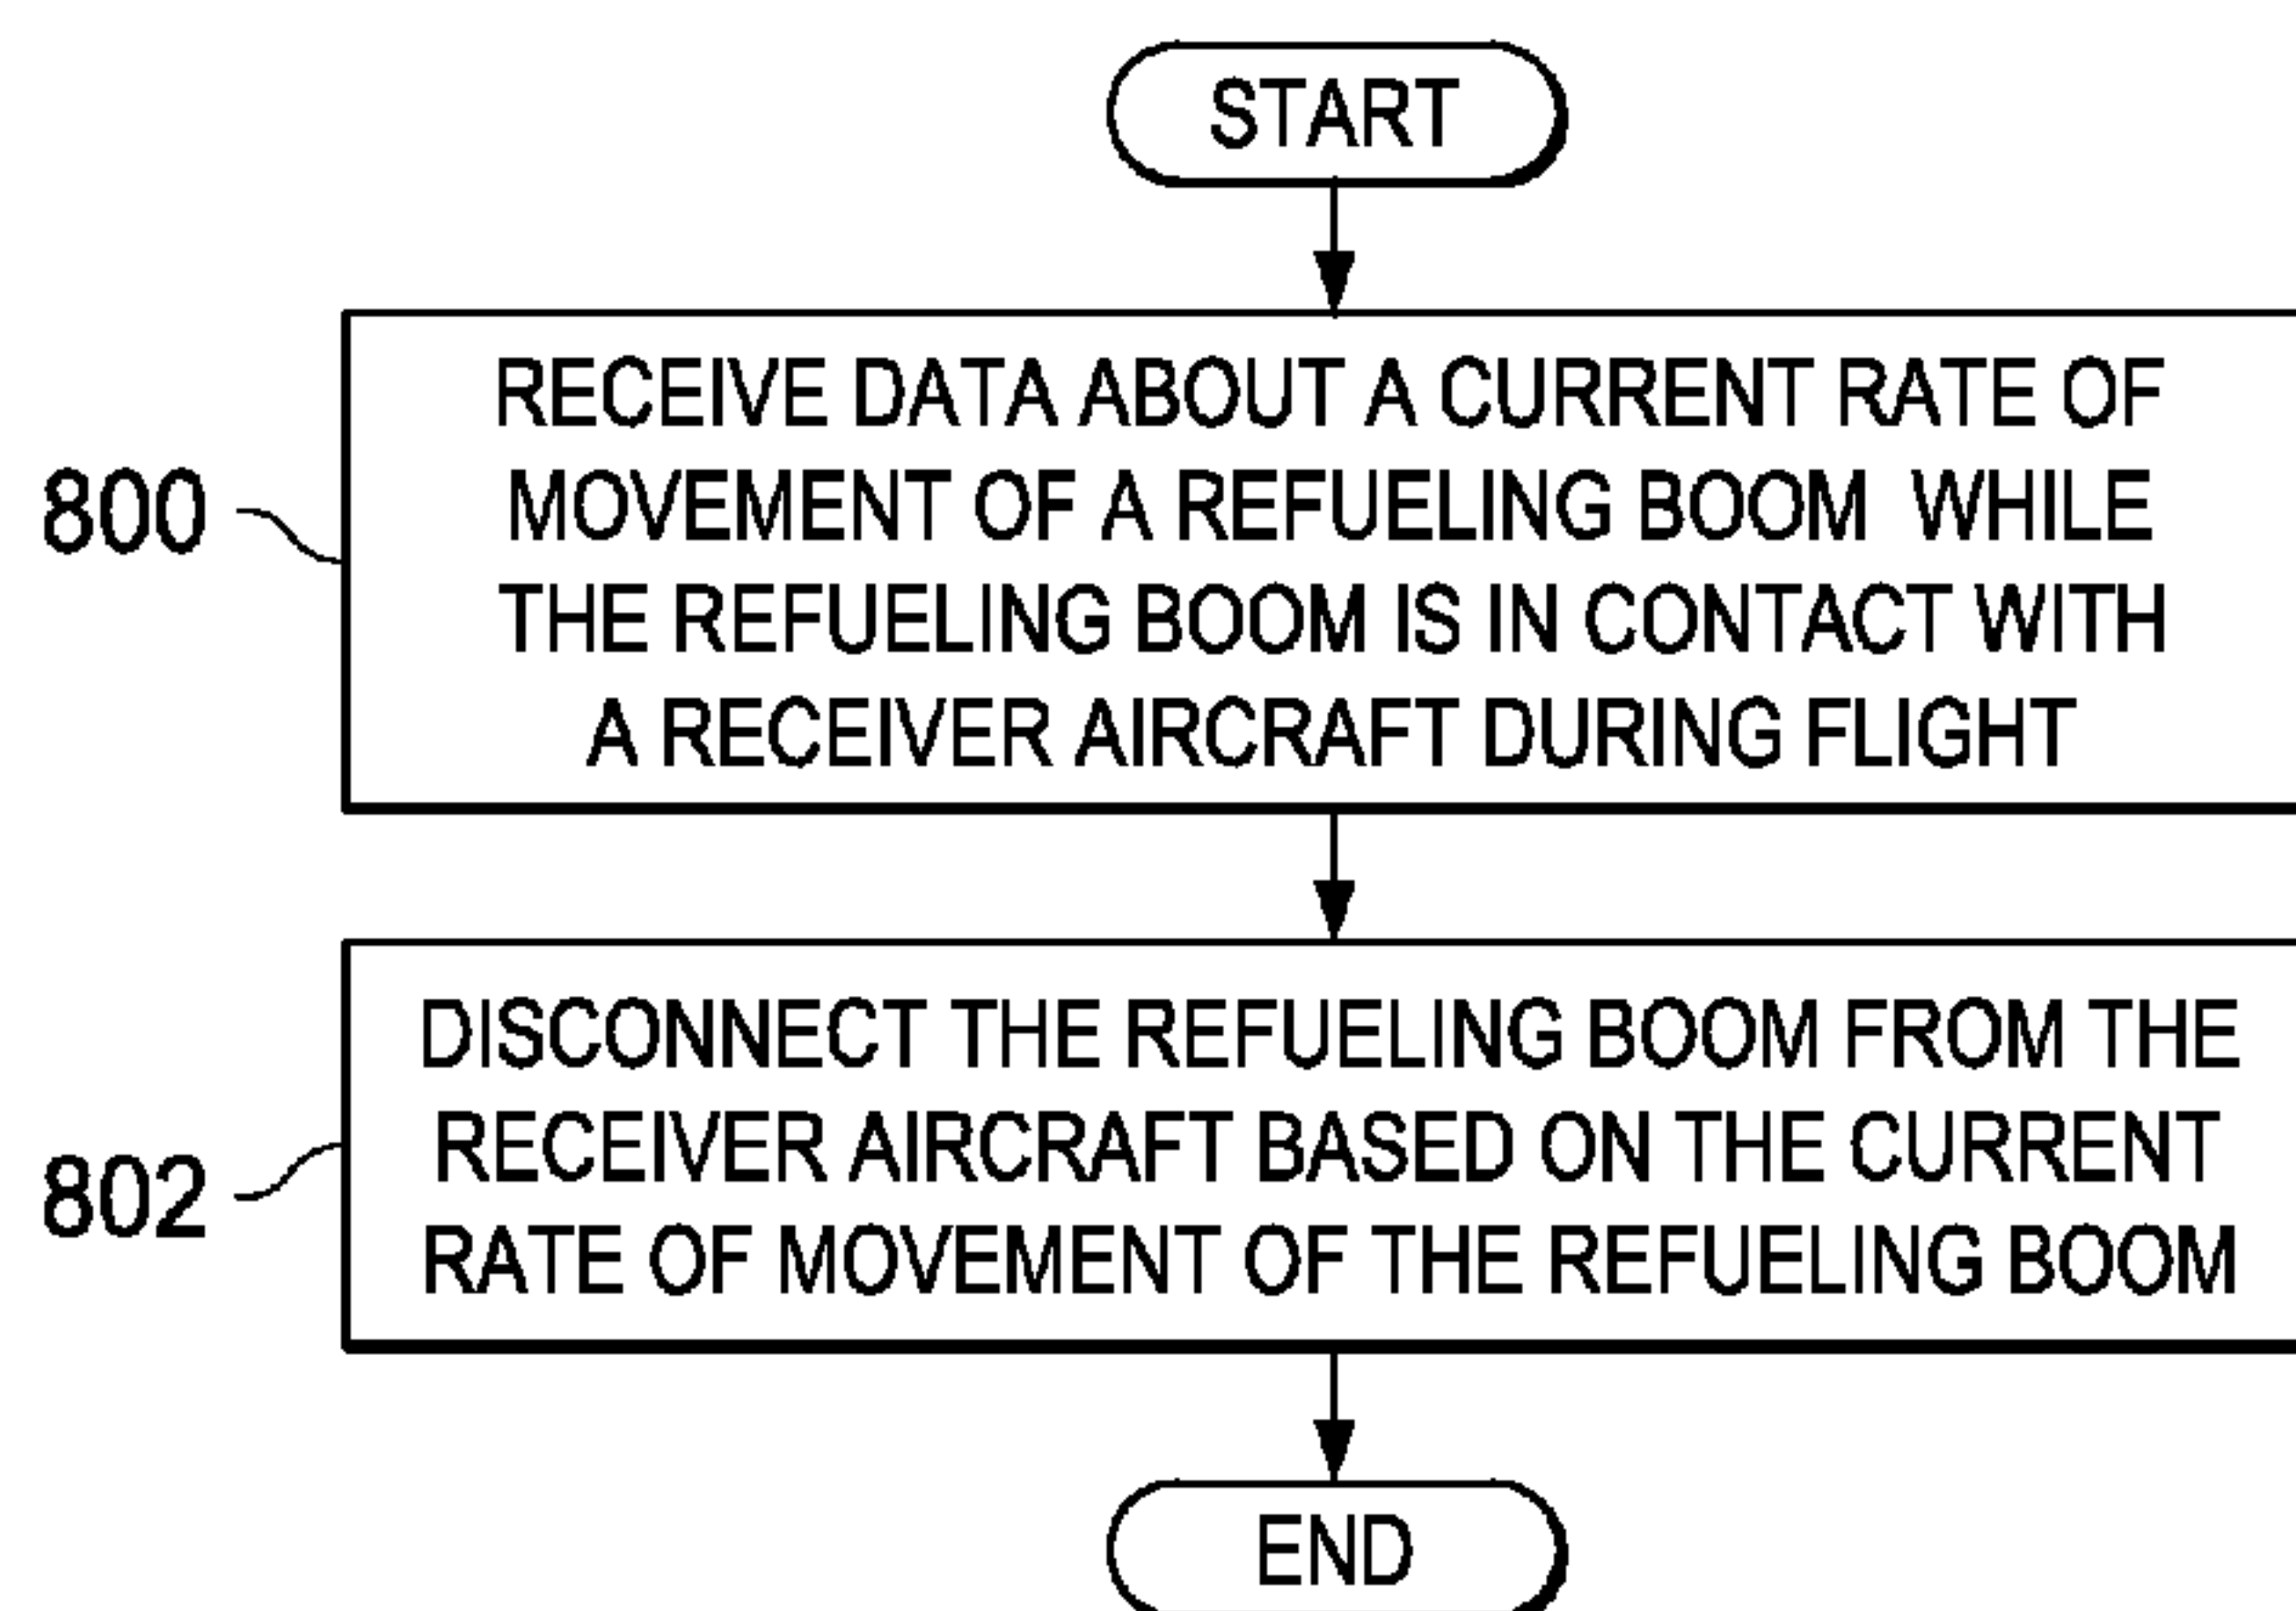 START
RECEIVE DATA ABOUT A CURRENT RATE OF
MOVEMENT OF A REFUELING BOOM WHILE
THE REFUELING BOOM IS IN CONTACT WITH
A RECEIVER AIRCRAFT DURING FLIGHT
800
DISCONNECT THE REFUELING BOOM FROM THE
RECEIVER AIRCRAFT BASED ON THE CURRENT
RATE OF MOVEMENT OF THE REFUELING BOOM
802
END